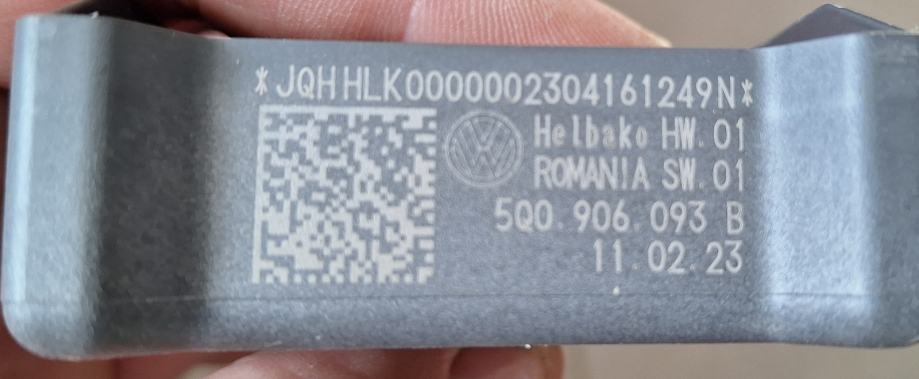 *JQHHLK0000002304161249N*
Helbako HW.01
ROMANIA SW.01
5Q0.906.093 B
11.02.23